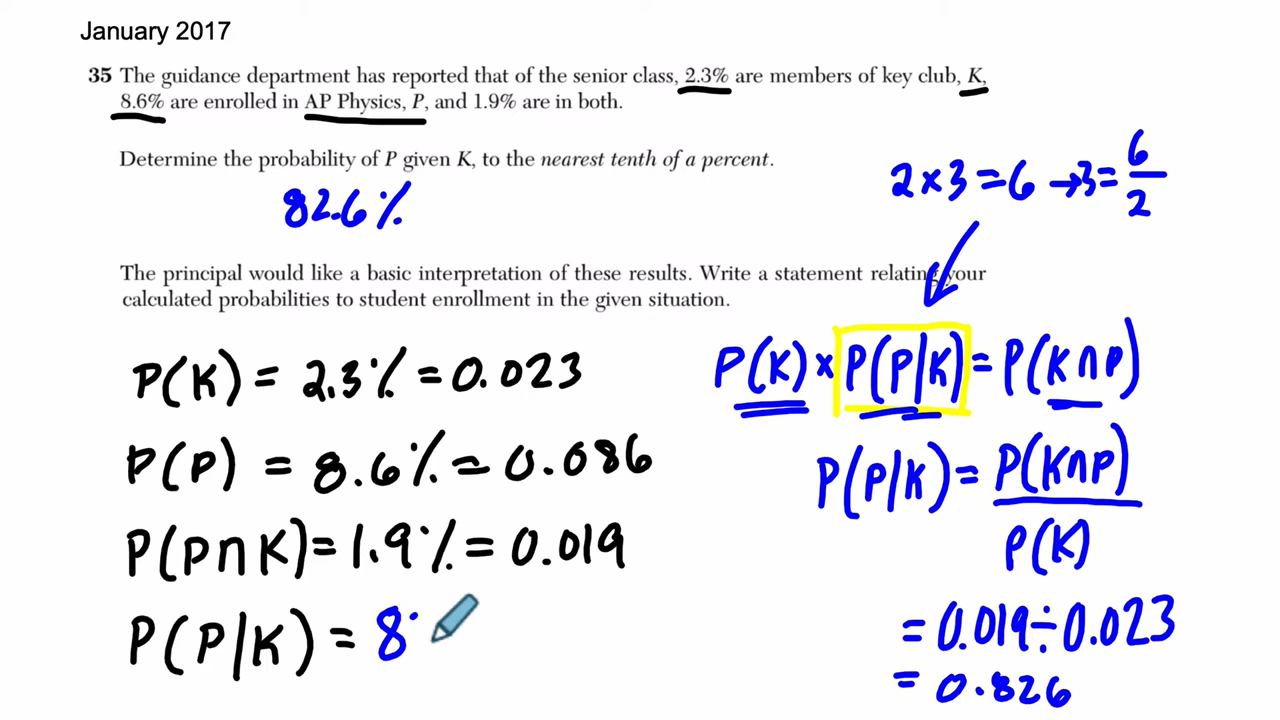 January 2017
35 The guidance department has reported that of the senior class, 2.3% are members of key club, K,
8.6% are enrolled in AP Physics, P, and 1.9% are in both.
Determine the probability of P given K, to the nearest tenth of a percent.
82.6%
2 × 3 = 6 → 3 = 6/2
The principal would like a basic interpretation of these results. Write a statement relating your
calculated probabilities to student enrollment in the given situation.
P(K) = 2.3% = 0.023
P(P) = 8.6% = 0.086
P(P∩K) = 1.9% = 0.019
P(P|K) = 8
P(K) × P(P|K) = P(K∩P)
P(P|K) = P(K∩P)
P(K)
= 0.019 ÷ 0.023
= 0.826